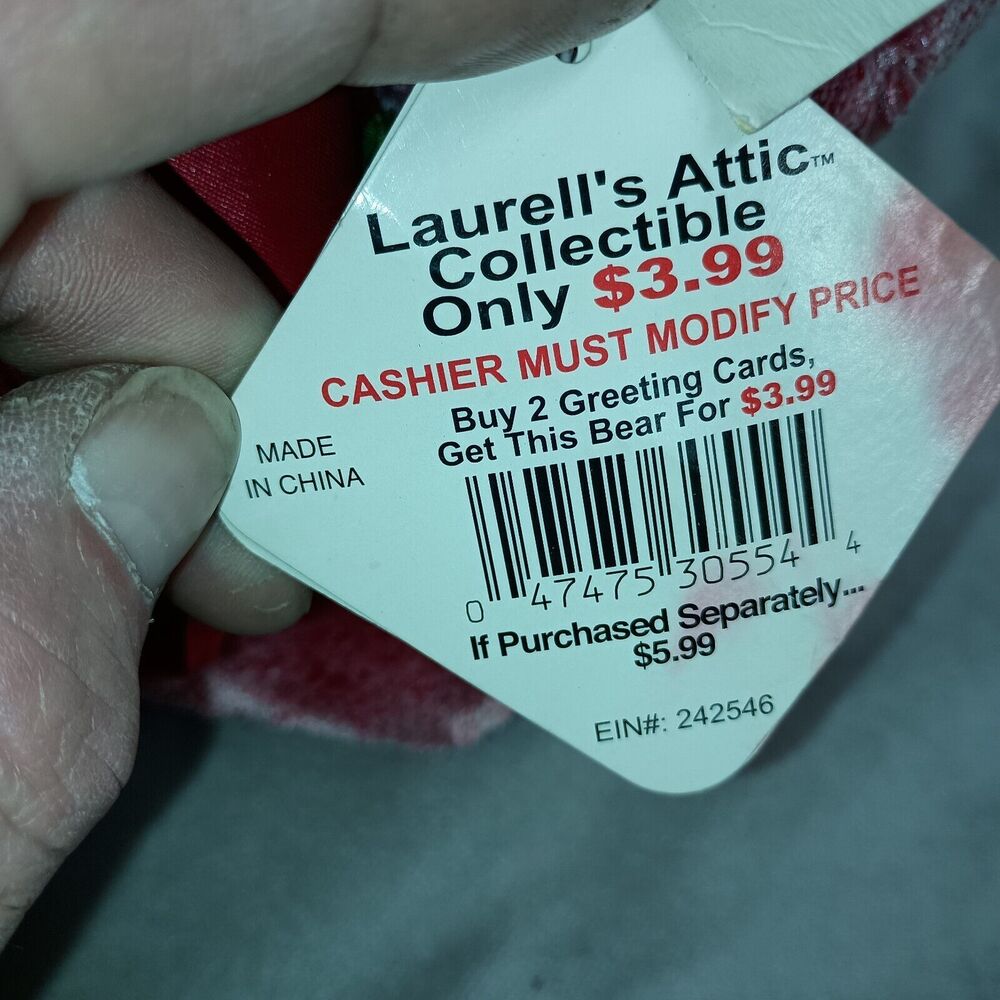 Laurell's Attic™
Collectible
Only $3.99
CASHIER MUST MODIFY PRICE
Buy 2 Greeting Cards,
Get This Bear For $3.99
MADE
IN CHINA
0 47475 30554 4
If Purchased Separately...
$5.99
EIN#: 242546